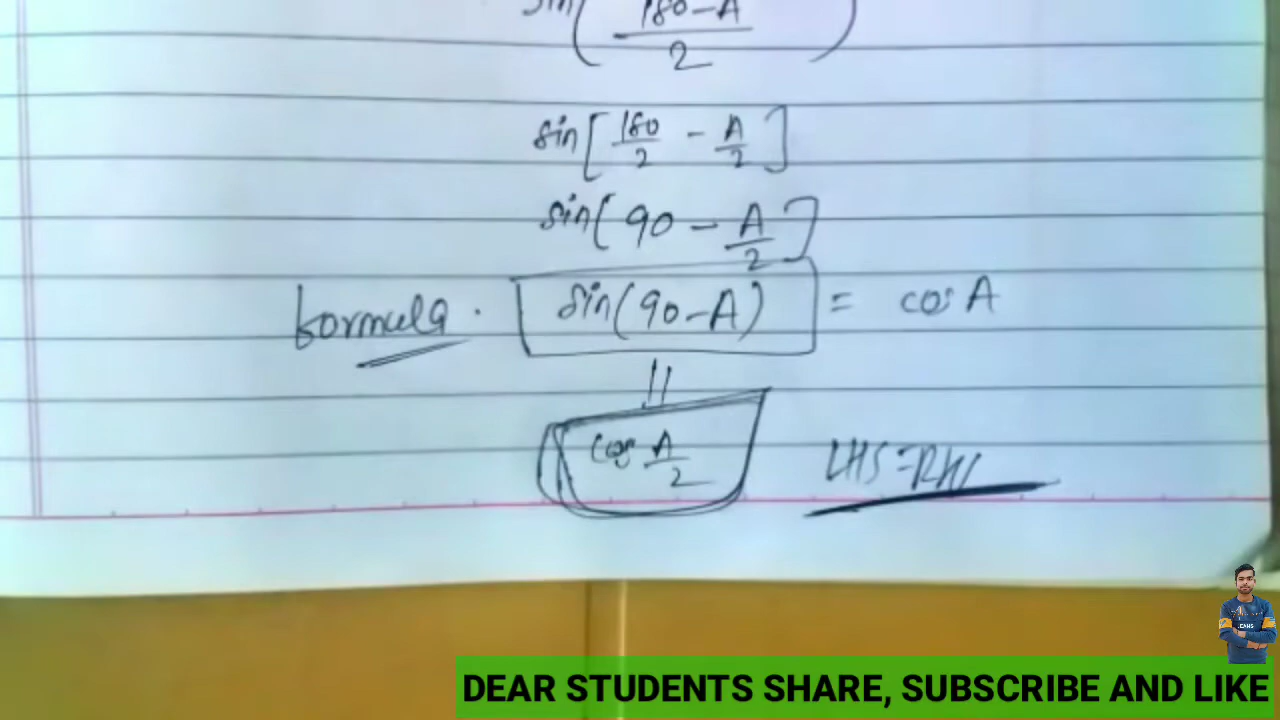 sin(180-A/2)
sin[180/2 - A/2]
sin[90 - A/2]
formula. sin(90-A) = cos A
||
cos A/2
LHS=RHS
DEAR STUDENTS SHARE, SUBSCRIBE AND LIKE